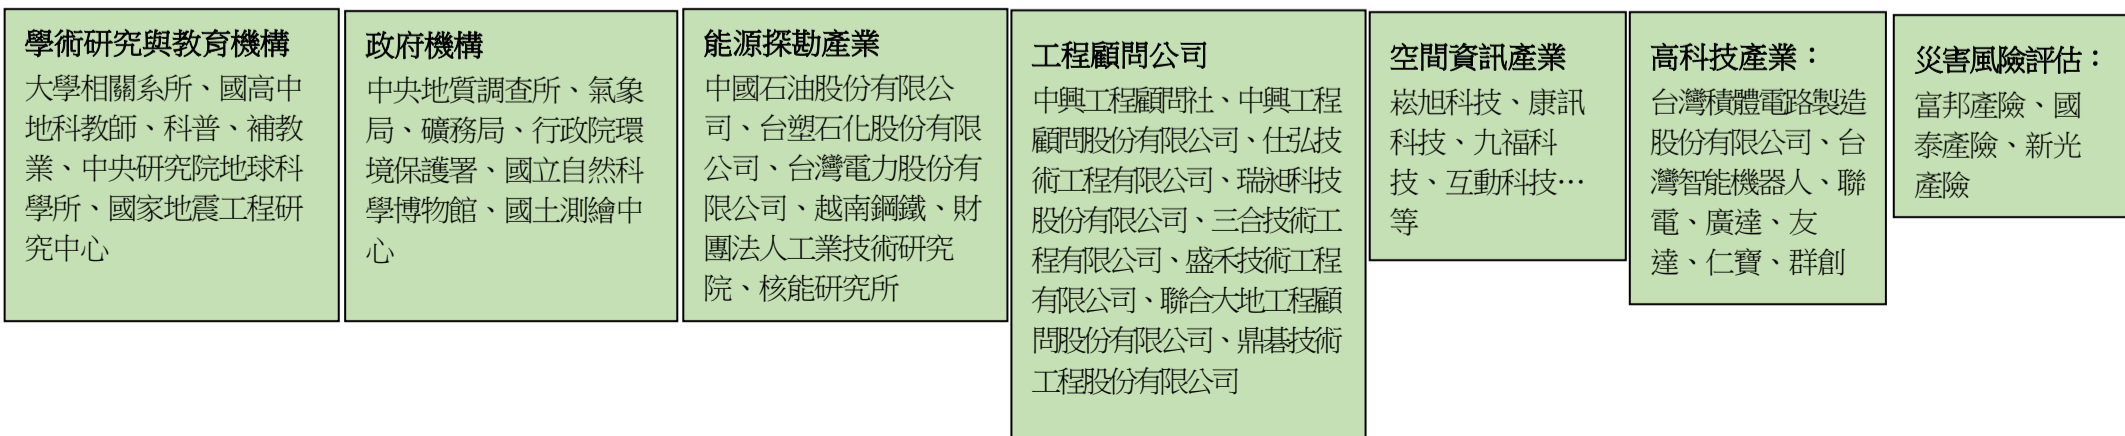 學術研究與教育機構
大學相關系所、國高中
地科教師、科普、補教
業、中央研究院地球科
學所、國家地震工程研
究中心
政府機構
中央地質調查所、氣象
局、礦務局、行政院環
境保護署、國立自然科
學博物館、國土測繪中
心
能源探勘產業
中國石油股份有限公
司、台塑石化股份有限
公司、台灣電力股份有
限公司、越南鋼鐵、財
團法人工業技術研究
院、核能研究所
工程顧問公司
中興工程顧問社、中興工程
顧問股份有限公司、仕弘技
術工程有限公司、瑞昶科技
股份有限公司、三合技術工
程有限公司、盛禾技術工程
有限公司、聯合大地工程顧
問股份有限公司、鼎碁技術
工程股份有限公司
空間資訊產業
崧旭科技、康訊
科技、九福科
技、互動科技…
等
高科技產業：
台灣積體電路製造
股份有限公司、台
灣智能機器人、聯
電、廣達、友
達、仁寶、群創
災害風險評估：
富邦產險、國
泰產險、新光
產險